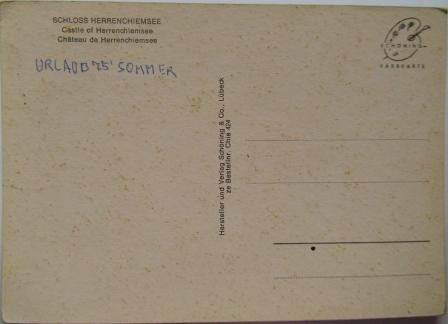 SCHLOSS HERRENCHIEMSEE
Castle of Herrenchiemsee
Château de Herrenchiemsee
URLAUB 75' SOMMER
SCHÖNING
Hersteller und Verlag Schöning & Co., Lübeck
Bestellnr. Chie 424